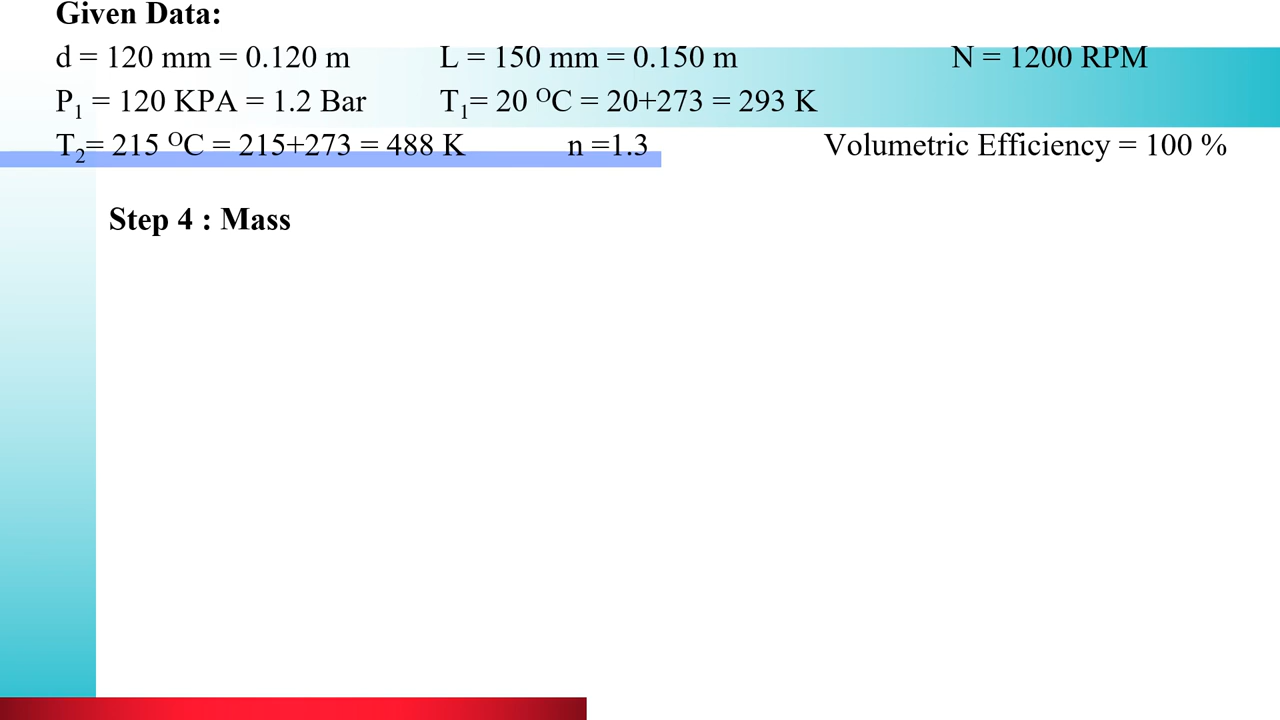 Given Data:
d = 120 mm = 0.120 m L = 150 mm = 0.150 m N = 1200 RPM
P₁ = 120 KPA = 1.2 Bar T₁= 20 ᴼC = 20+273 = 293 K
T₂= 215 ᴼC = 215+273 = 488 K n =1.3 Volumetric Efficiency = 100 %
Step 4 : Mass